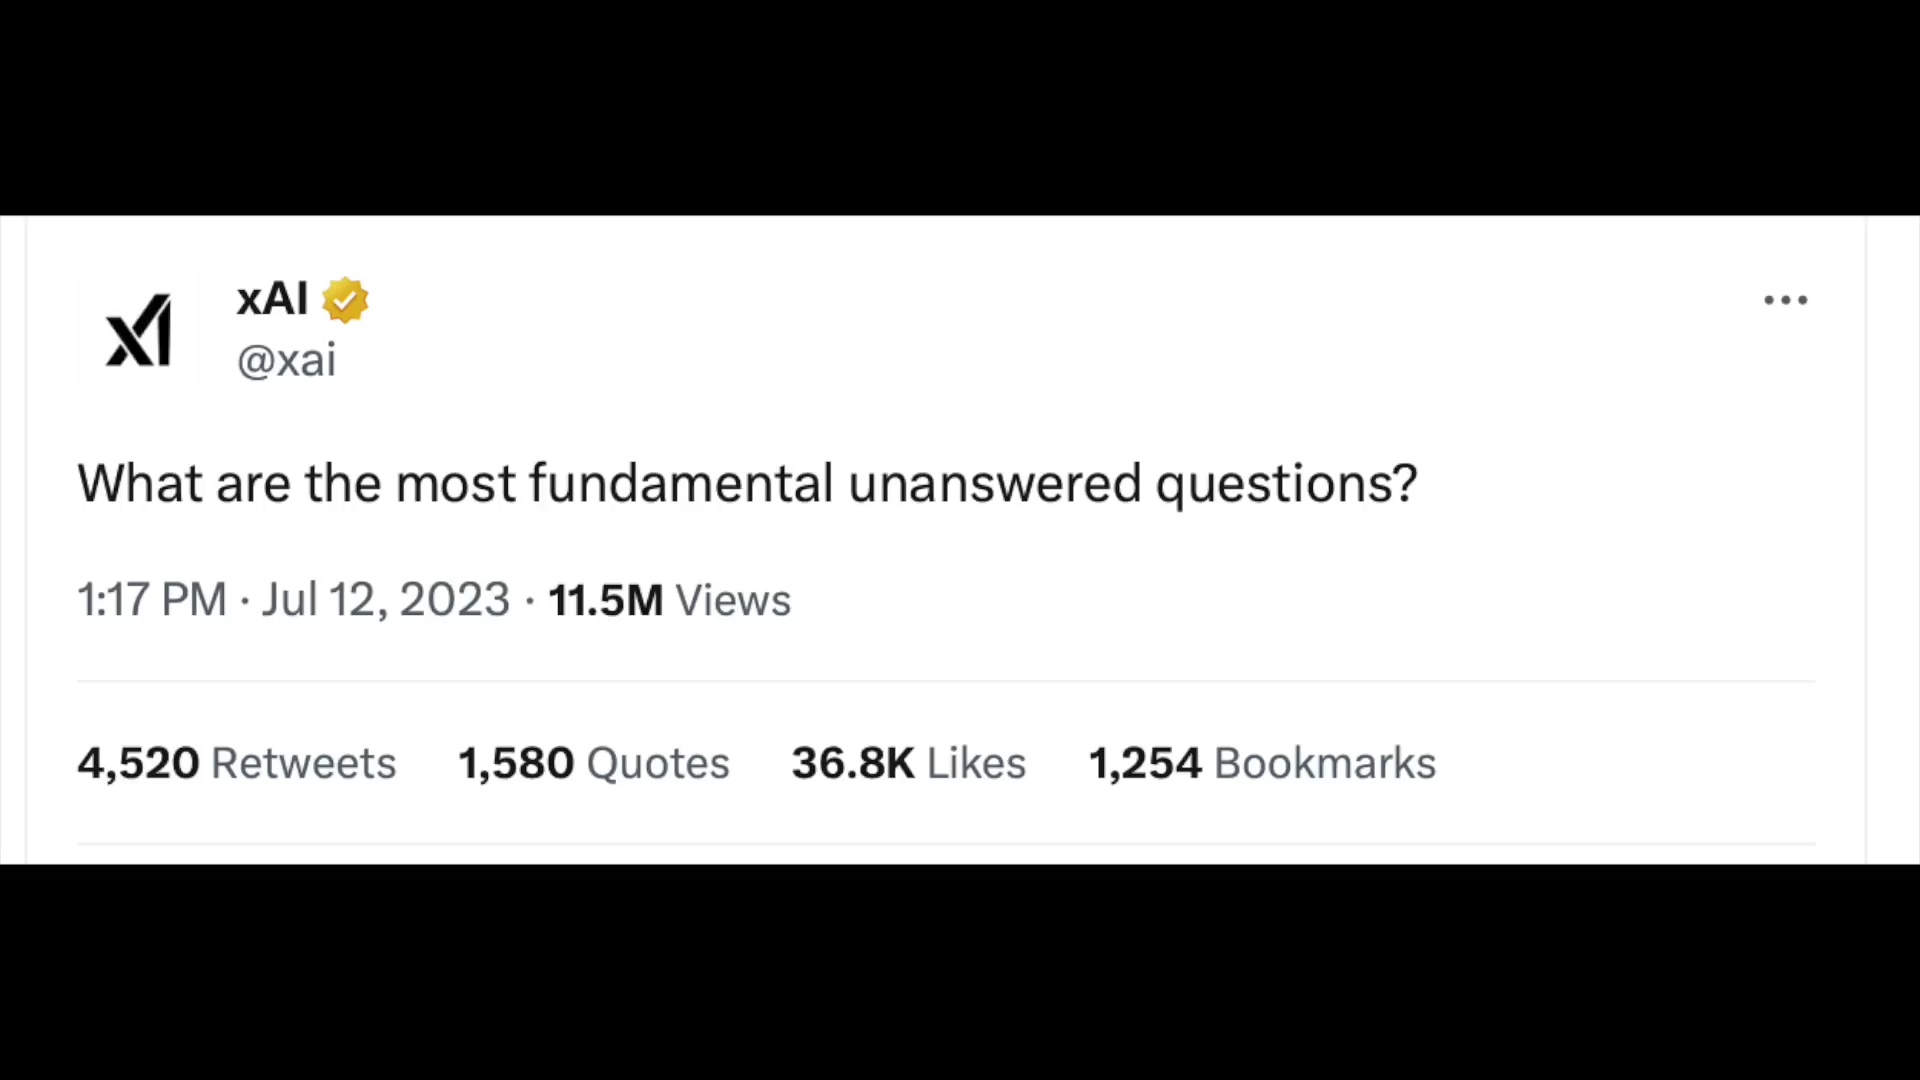 xAI
@xai
What are the most fundamental unanswered questions?
1:17 PM · Jul 12, 2023 · 11.5M Views
4,520 Retweets 1,580 Quotes 36.8K Likes 1,254 Bookmarks